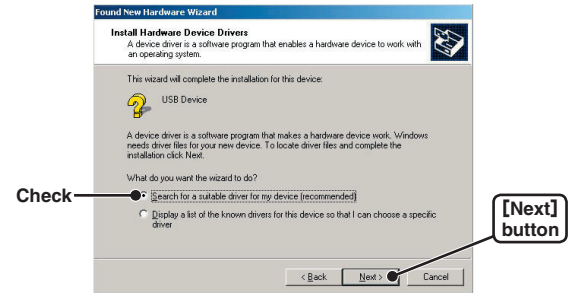 Found New Hardware Wizard
Install Hardware Device Drivers
A device driver is a software program that enables a hardware device to work with
an operating system.
This wizard will complete the installation for this device:
USB Device
A device driver is a software program that makes a hardware device work. Windows
needs driver files for your new device. To locate driver files and complete the
installation click Next.
What do you want the wizard to do?
Check
Search for a suitable driver for my device (recommended)
Display a list of the known drivers for this device so that I can choose a specific
driver
[Next]
button
< Back
Next >
Cancel